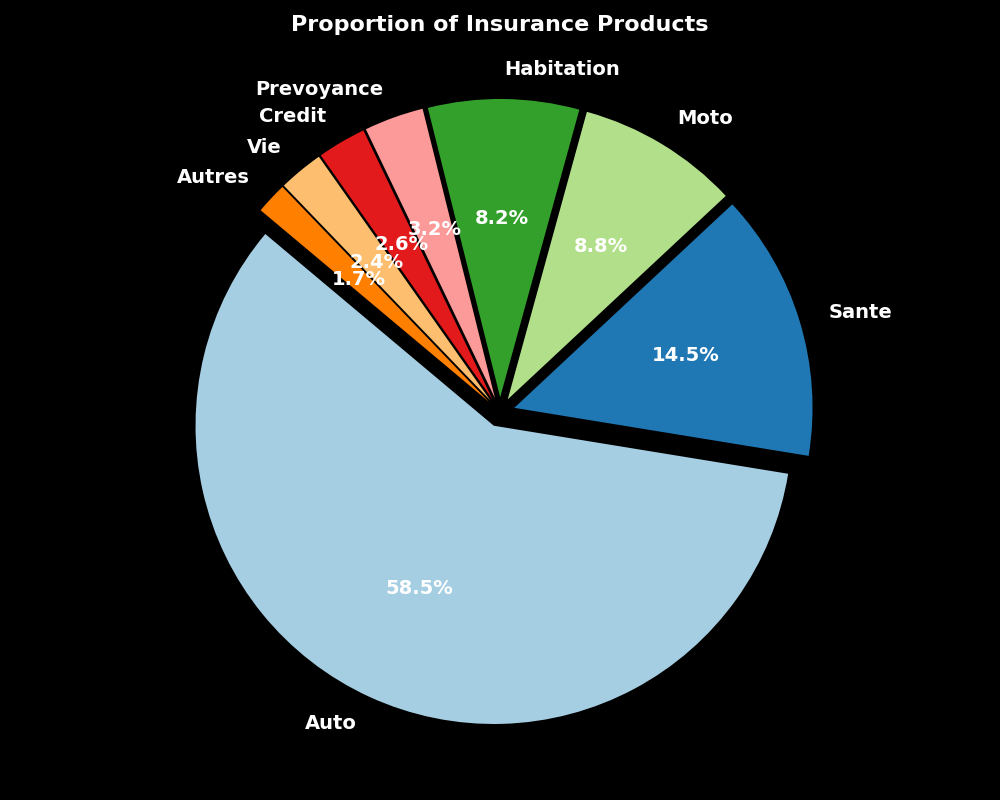 Proportion of Insurance Products
Habitation
Prevoyance
Credit
Moto
Vie
Autres
8.2%
3.2%
2.6%
8.8%
2.4%
1.7%
Sante
14.5%
58.5%
Auto